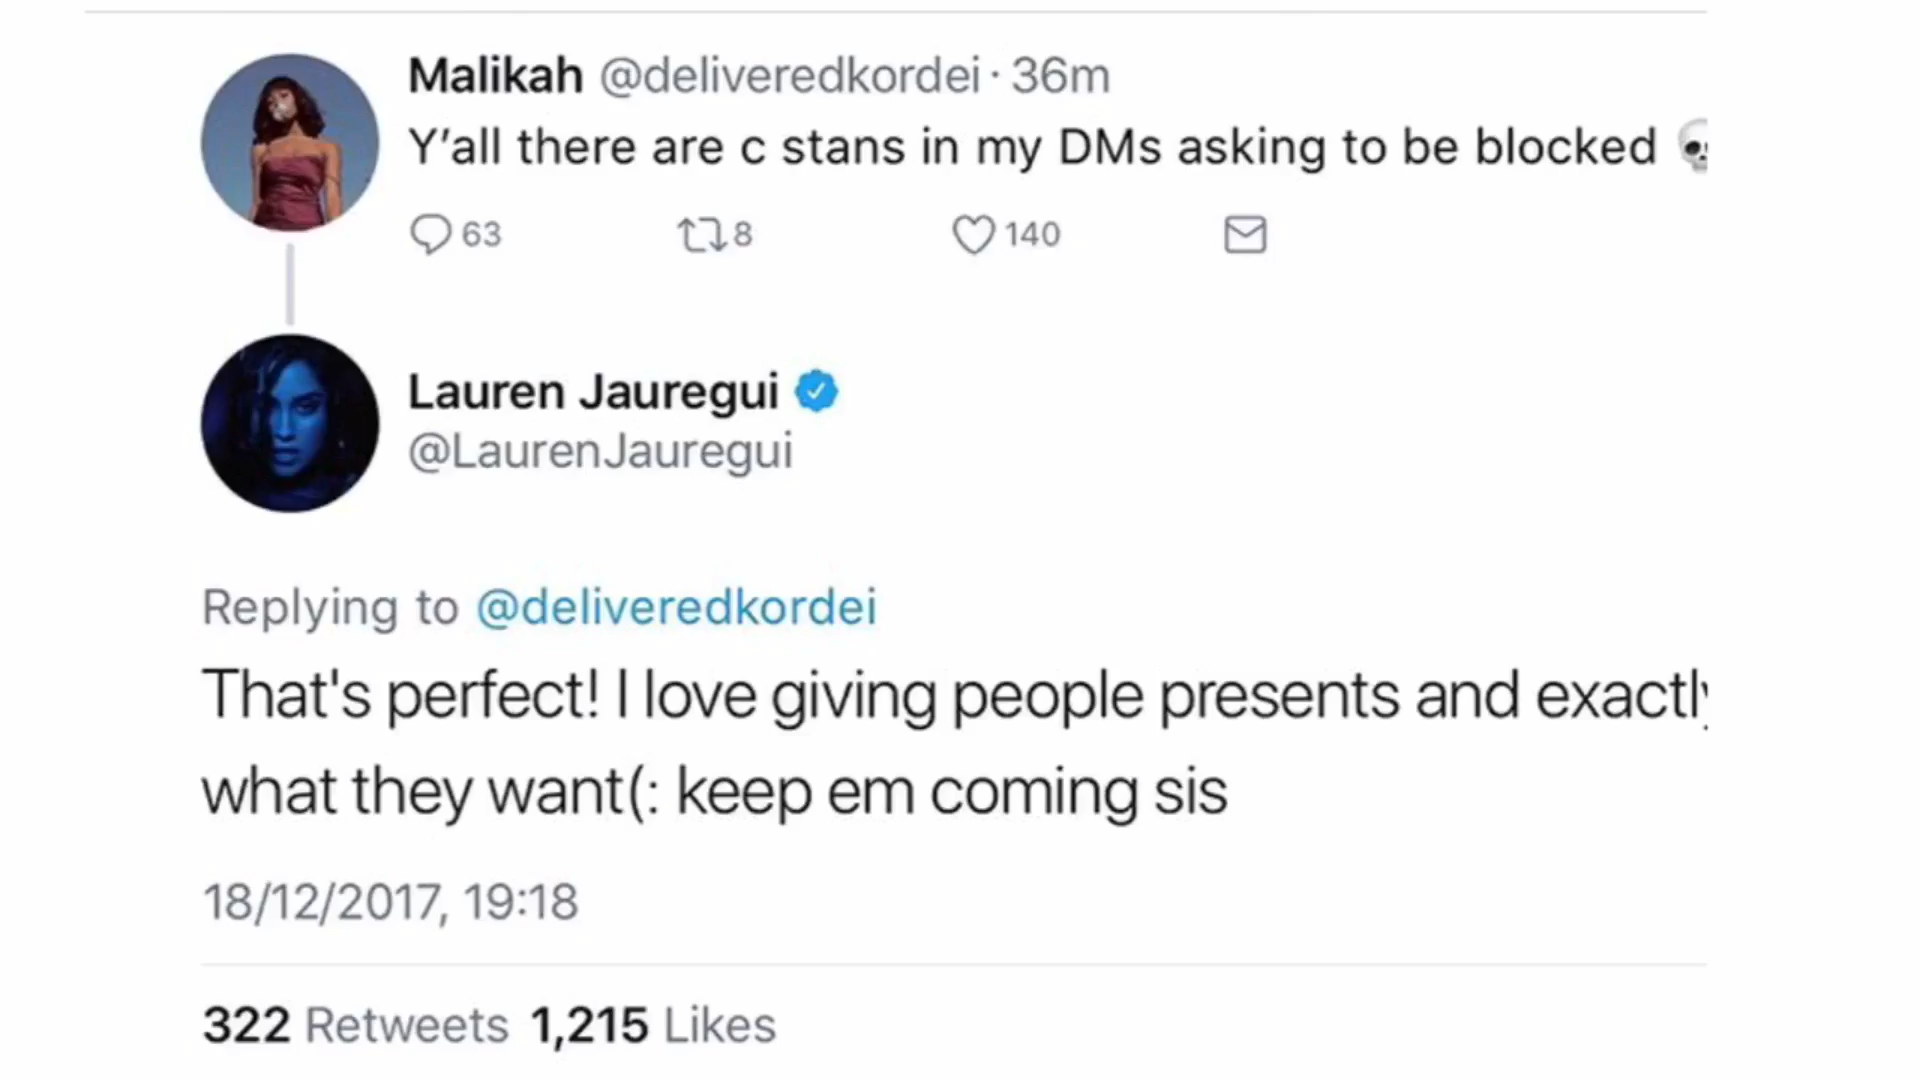 Malikah @deliveredkordei · 36m
Y'all there are c stans in my DMs asking to be blocked 💀
63 8 140
Lauren Jauregui
@LaurenJauregui
Replying to @deliveredkordei
That's perfect! I love giving people presents and exactly
what they want(: keep em coming sis
18/12/2017, 19:18
322 Retweets 1,215 Likes